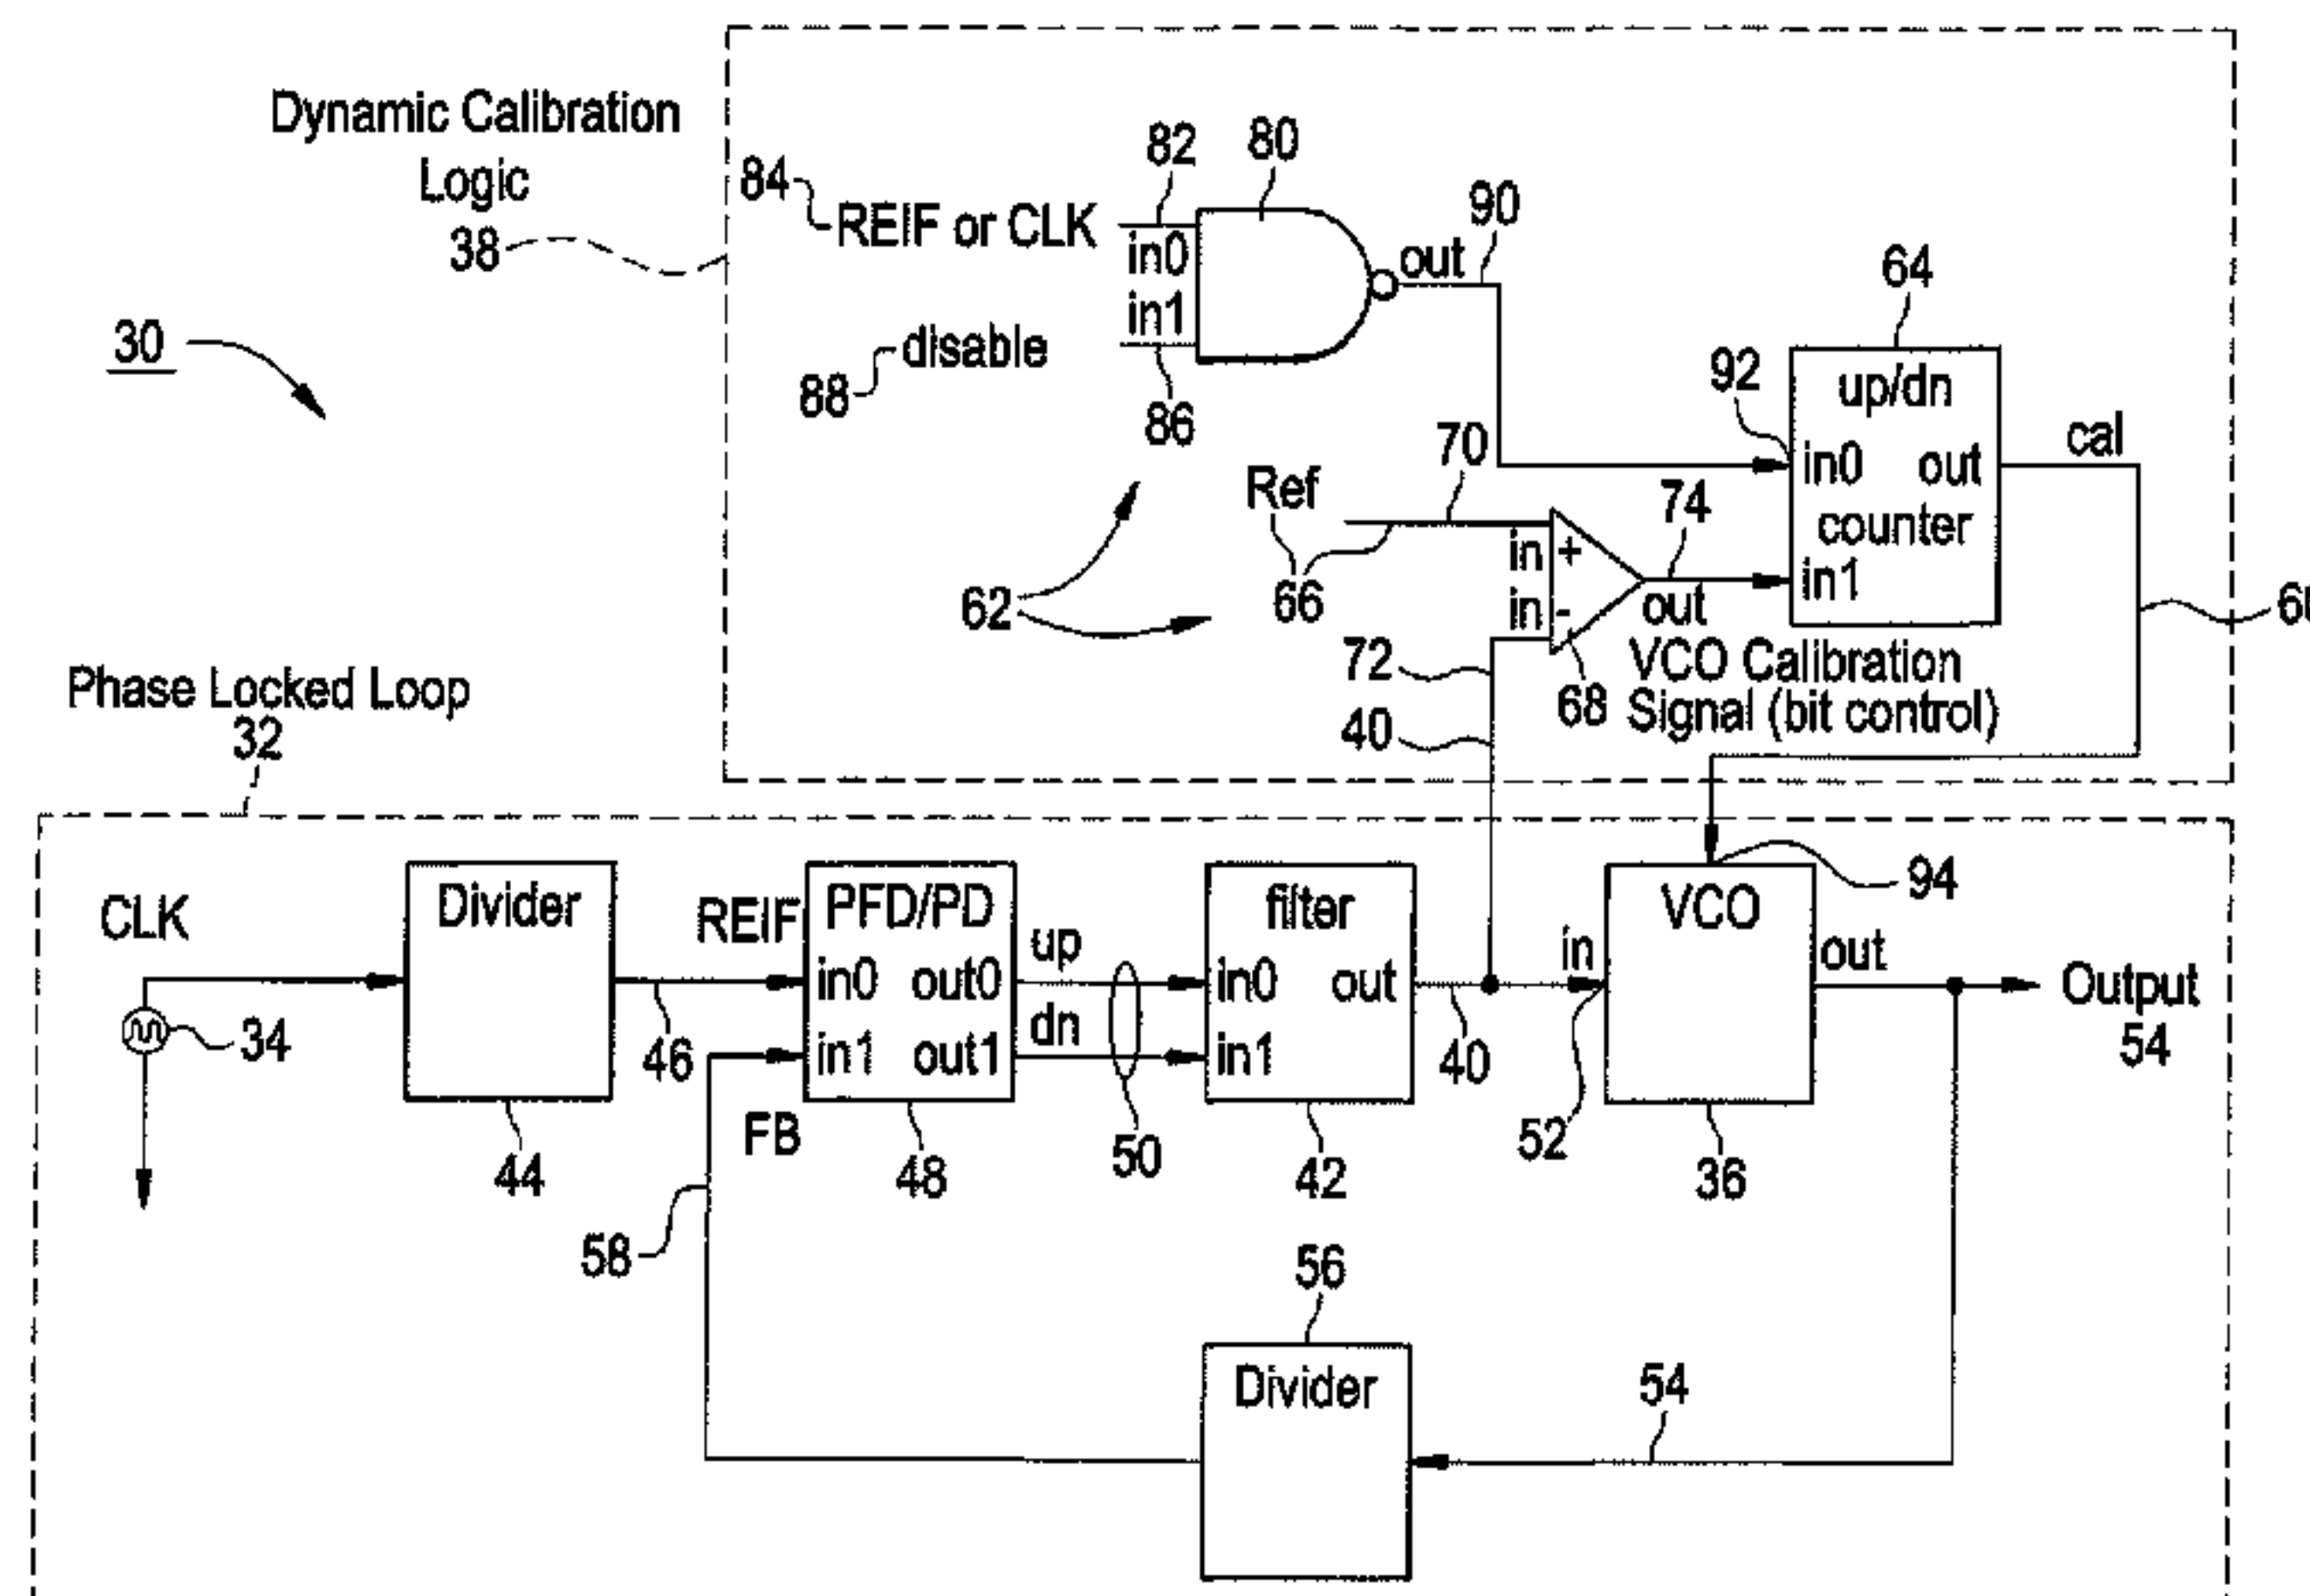 Dynamic Calibration
Logic
38
84
REIF or CLK
82
80
in0
in1
out
90
88
disable
86
30
64
92
up/dn
in0 out
counter
in1
cal
Ref
66
70
in +
in -
74
out
62
72
40
68
VCO Calibration
Signal (bit control)
Phase Locked Loop
32
CLK
34
Divider
44
REIF
46
PFD/PD
in0 out0
in1 out1
FB
48
58
up
dn
50
filter
in0 out
in1
42
40
in
52
VCO
36
94
out
Output
54
56
Divider
54